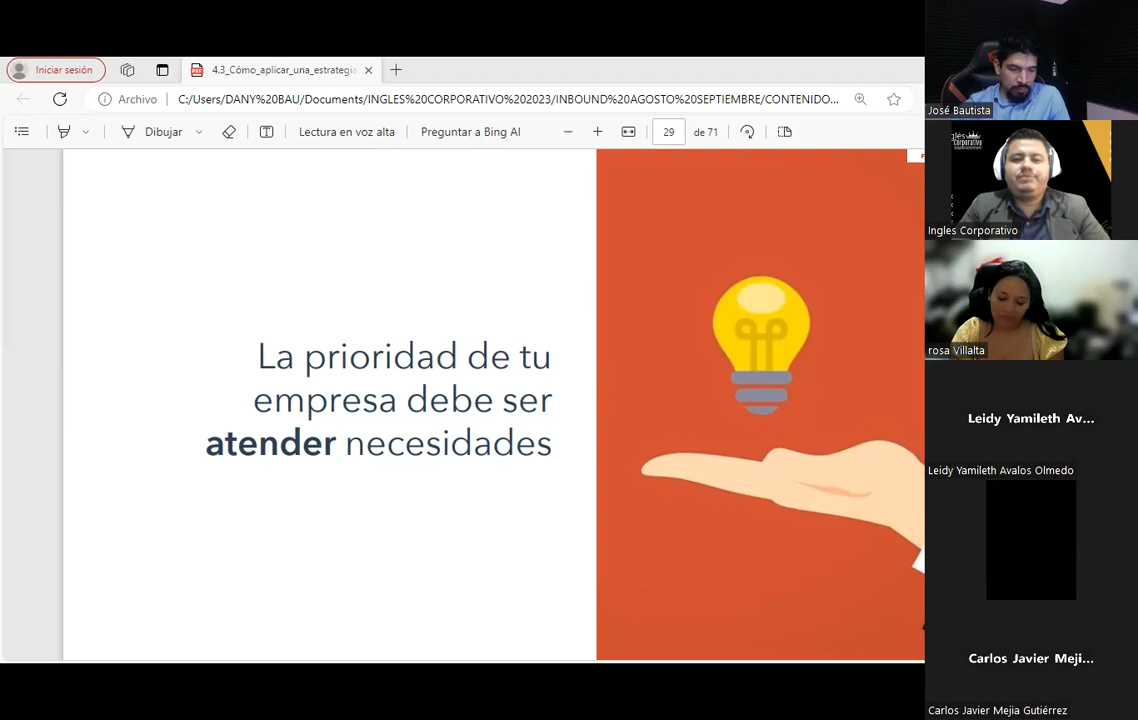 Iniciar sesión
4.3_Cómo_aplicar_una_estrategia
Archivo
C:/Users/DANY%20BAU/Documents/INGLES%20CORPORATIVO%202023/INBOUND%20AGOSTO%20SEPTIEMBRE/CONTENIDO...
Dibujar
Lectura en voz alta
Preguntar a Bing AI
29
de 71
La prioridad de tu
empresa debe ser
atender necesidades
José Bautista
Corporativo
Ingles Corporativo
rosa Villalta
Leidy Yamileth Av...
Leidy Yamileth Avalos Olmedo
Carlos Javier Meji...
Carlos Javier Mejia Gutiérrez